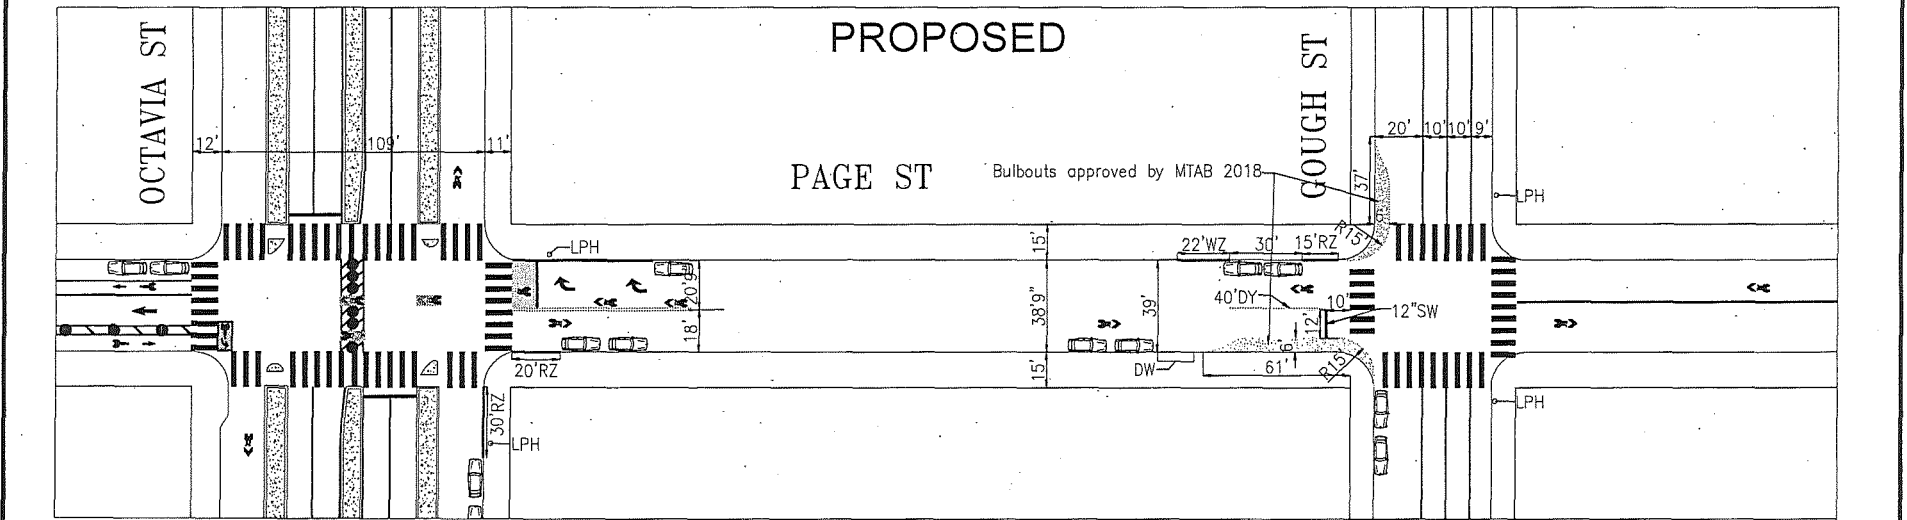 PROPOSED
OCTAVIA ST
GOUGH ST
PAGE ST
Bulbouts approved by MTAB 2018
12'
109'
11'
20'
10'
10'
9'
37'
6'
R15'
LPH
LPH
15'
22'WZ
30'
15'RZ
20'
18'
38'9"
39'
40'DY
10'
12'
12"SW
6'
20'RZ
15'
DW
61'
R15'
30'RZ
LPH
LPH